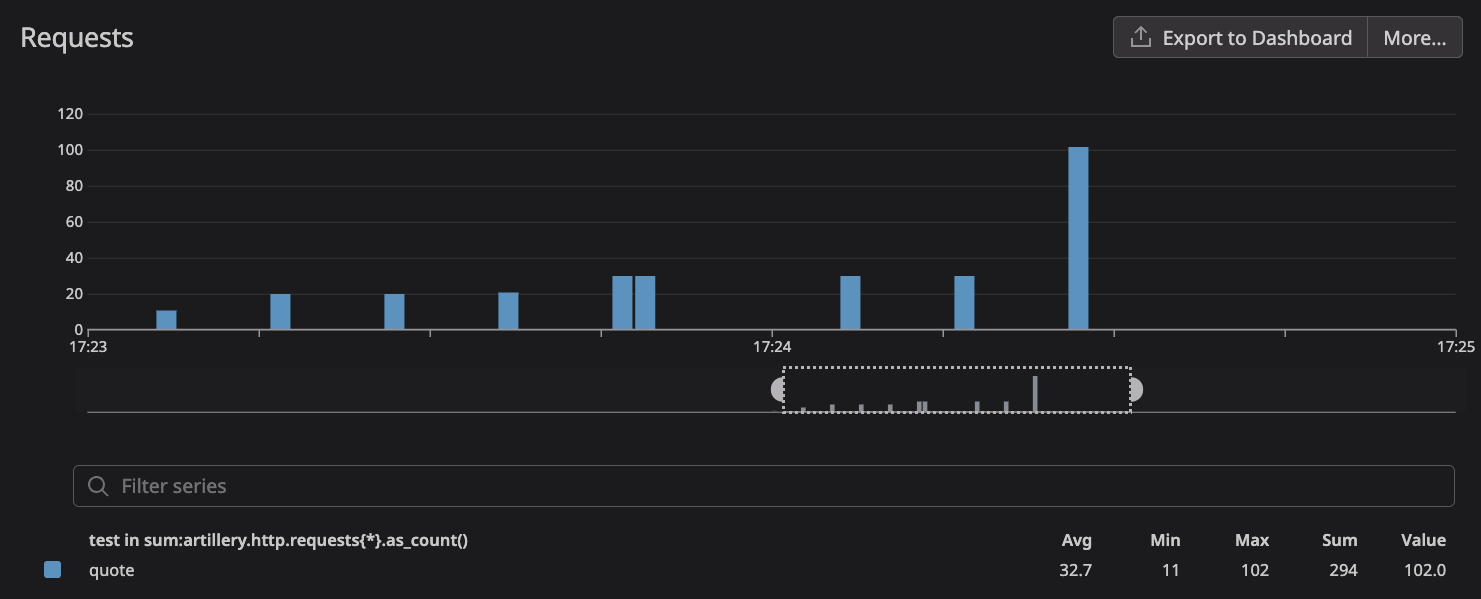 Requests
Export to Dashboard
More...
120
100
80
60
40
20
0
17:23 17:24 17:25
Filter series
test in sum:artillery.http.requests{*}.as_count() Avg Min Max Sum Value
quote 32.7 11 102 294 102.0